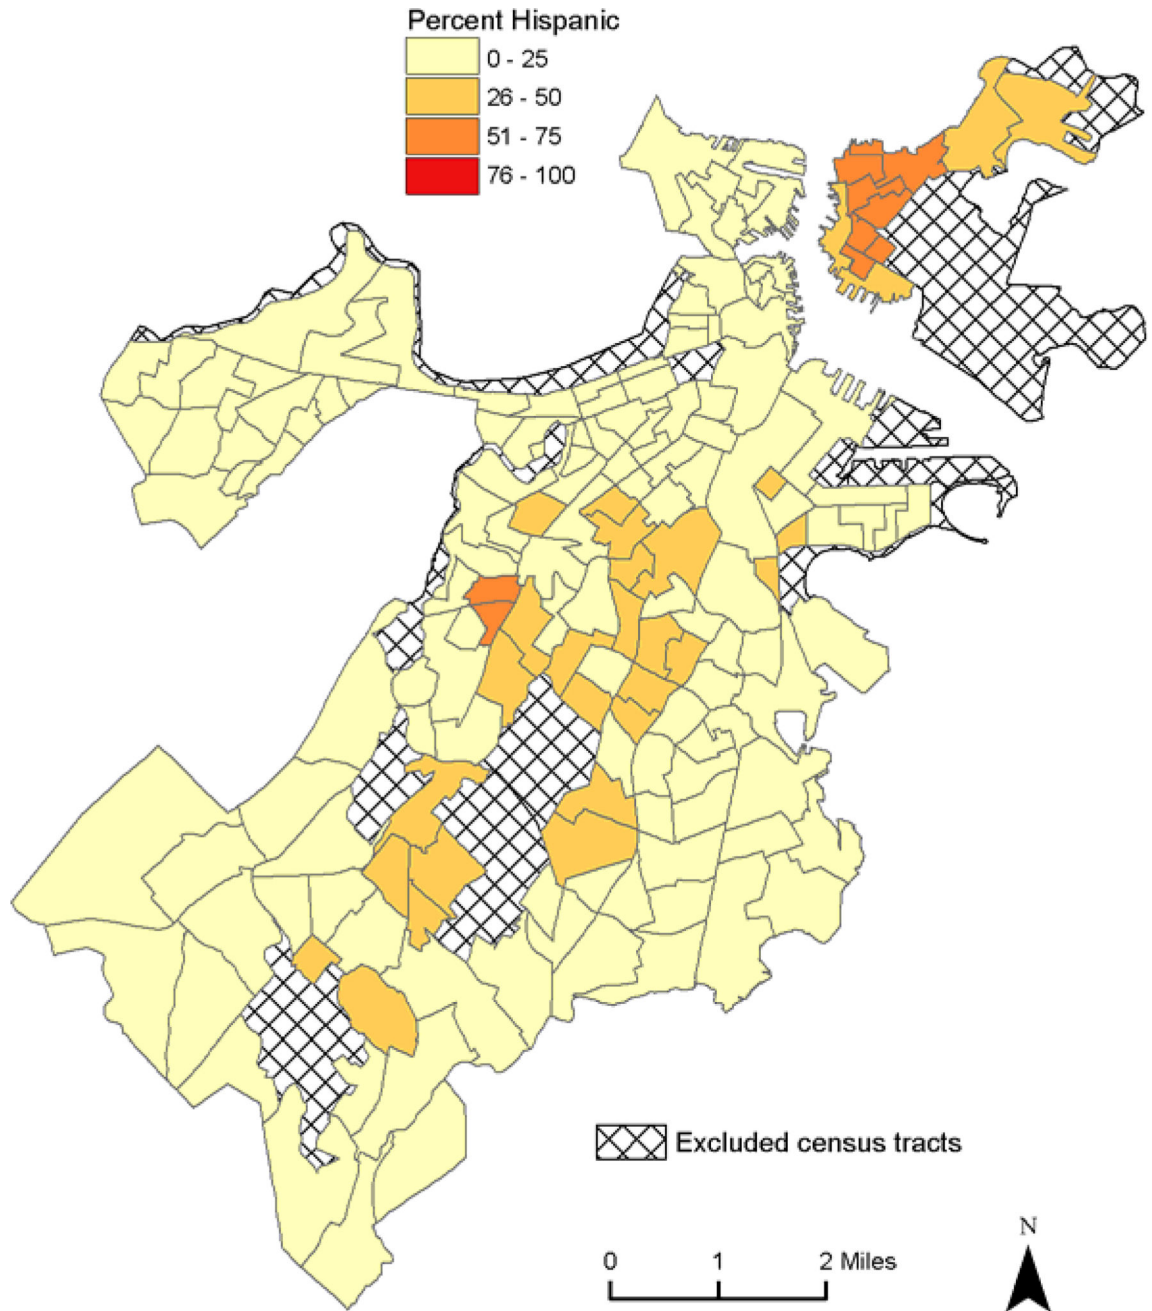 Percent Hispanic
0 - 25
26 - 50
51 - 75
76 - 100
Excluded census tracts
N
0 1 2 Miles